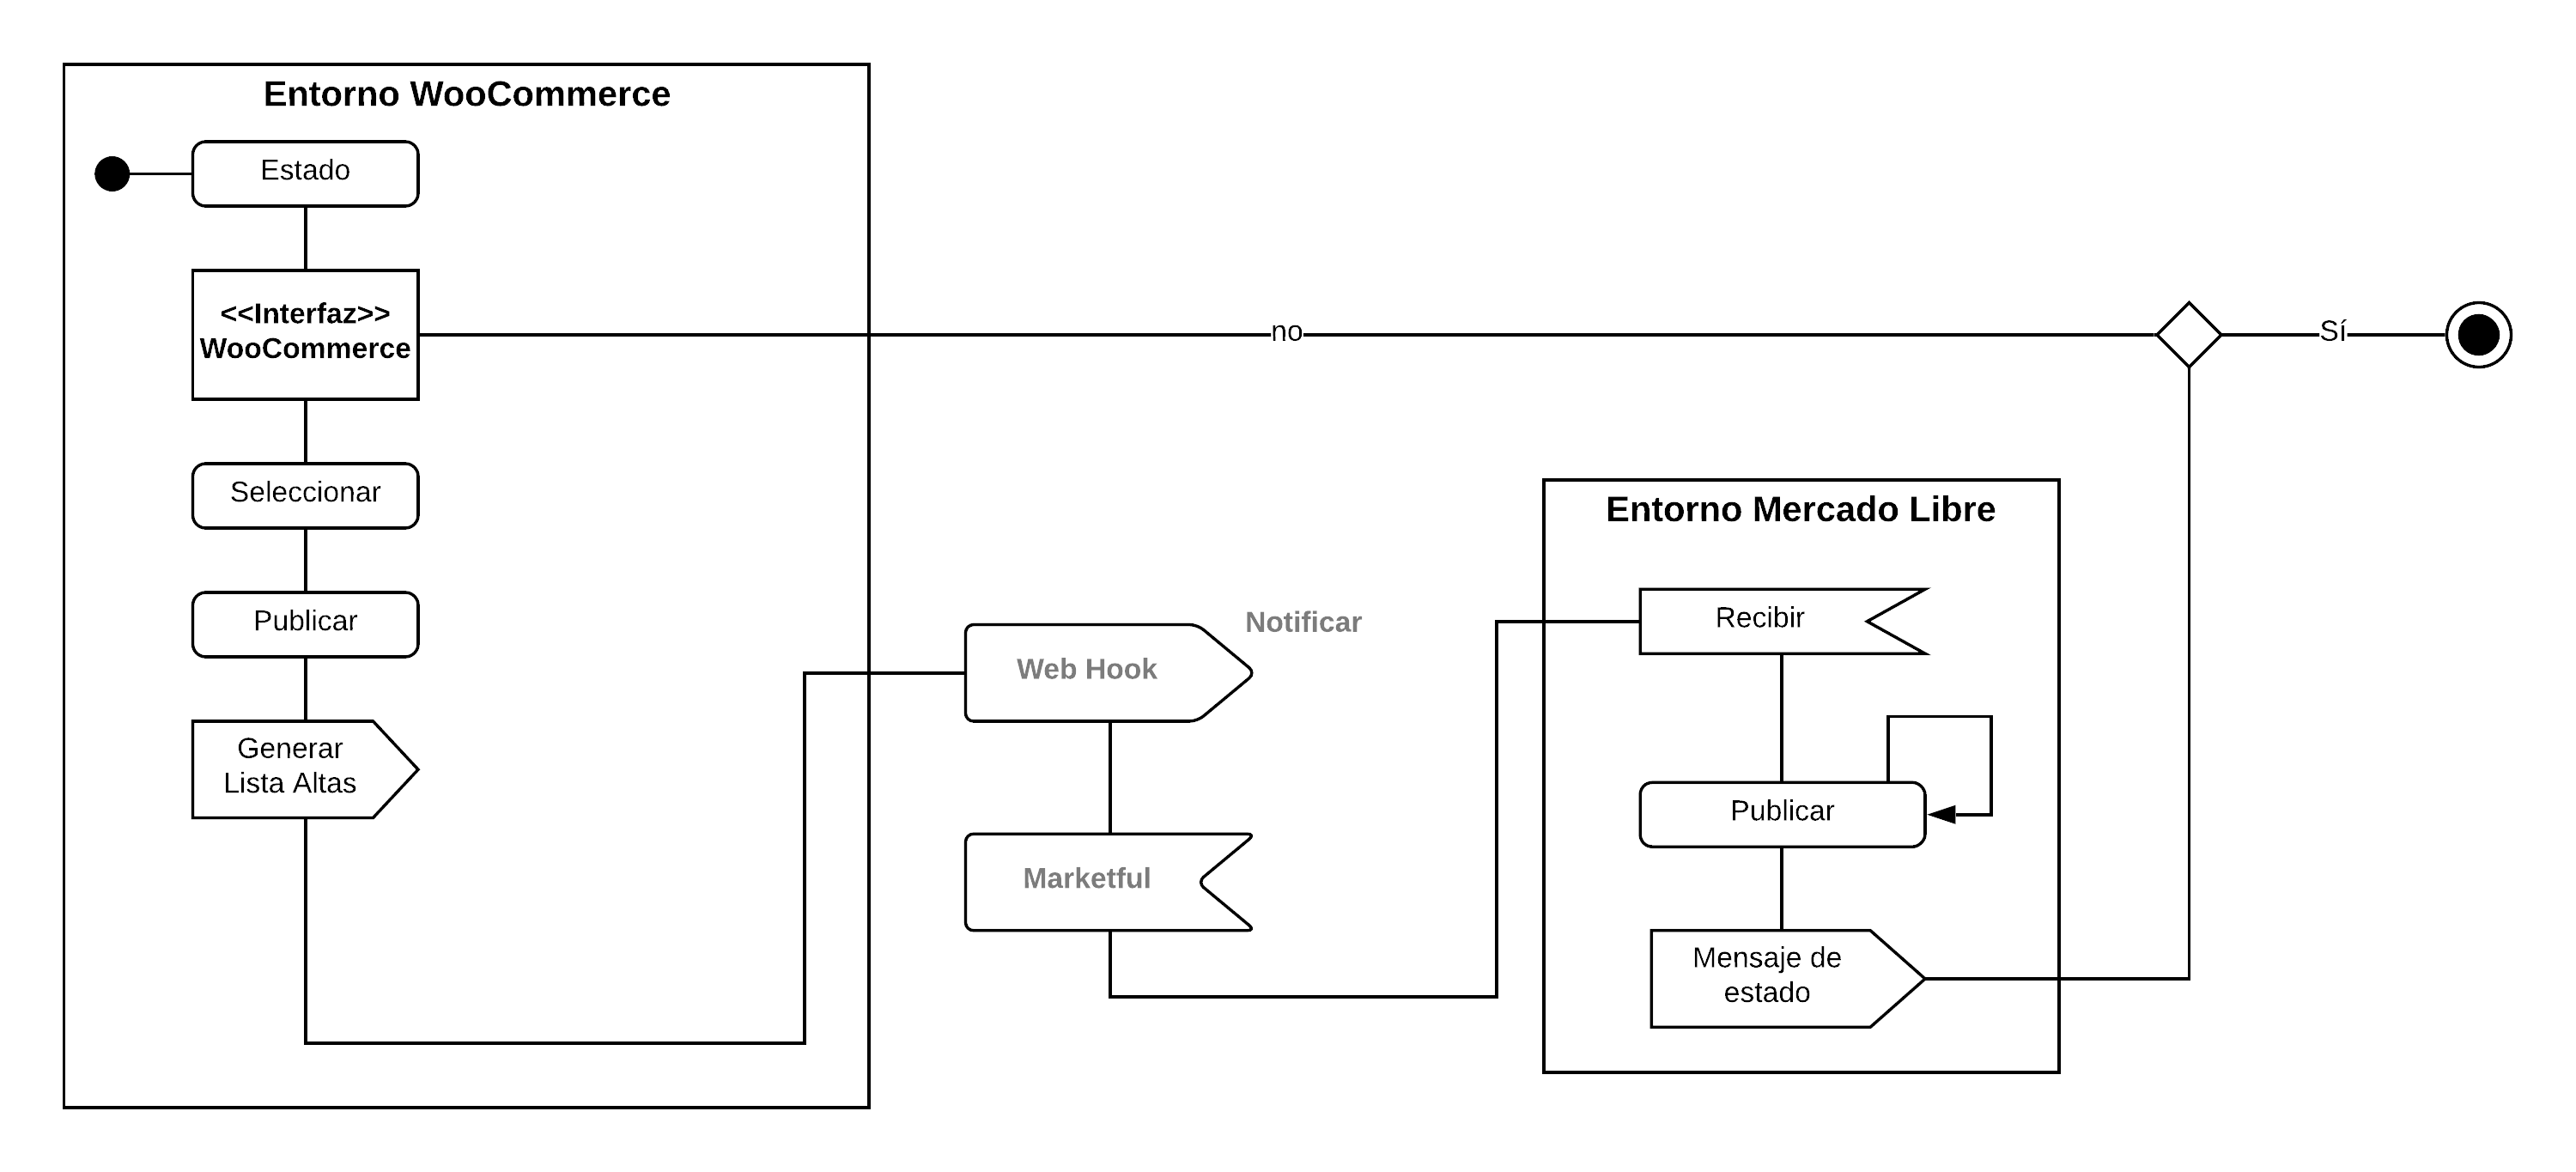 Entorno WooCommerce
Estado
<<Interfaz>>
WooCommerce
no
Sí
Seleccionar
Publicar
Generar
Lista Altas
Notificar
Web Hook
Marketful
Entorno Mercado Libre
Recibir
Publicar
Mensaje de
estado